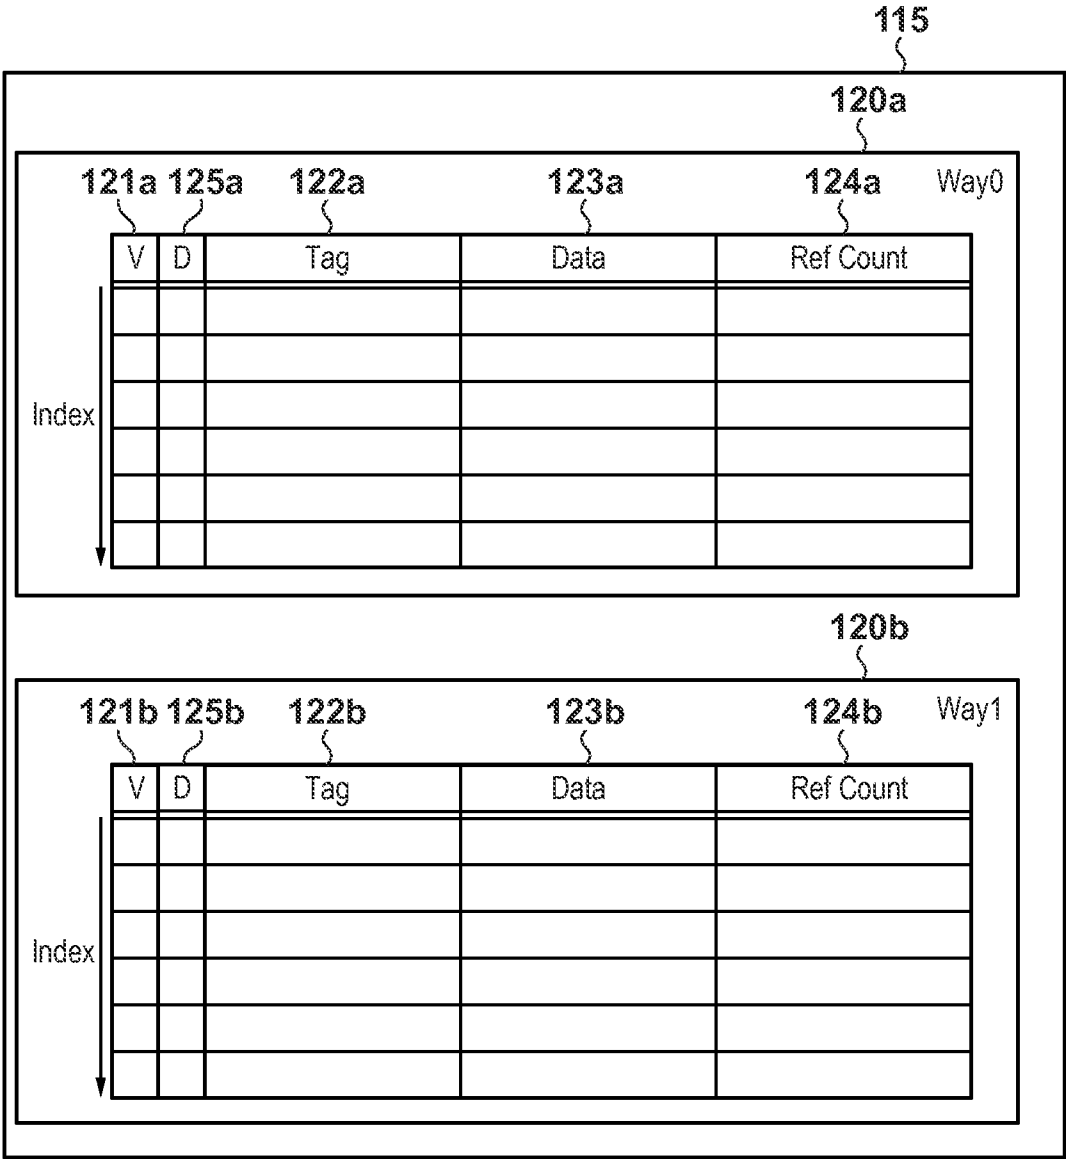 115
120a
121a 125a 122a 123a 124a Way0
V D Tag Data Ref Count
Index
120b
121b 125b 122b 123b 124b Way1
V D Tag Data Ref Count
Index